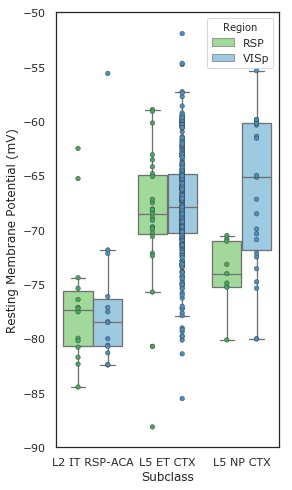 −50
−55
−60
−65
−70
−75
−80
−85
−90
Resting Membrane Potential (mV)
Region
RSP
VISp
L2 IT RSP-ACA L5 ET CTX L5 NP CTX
Subclass